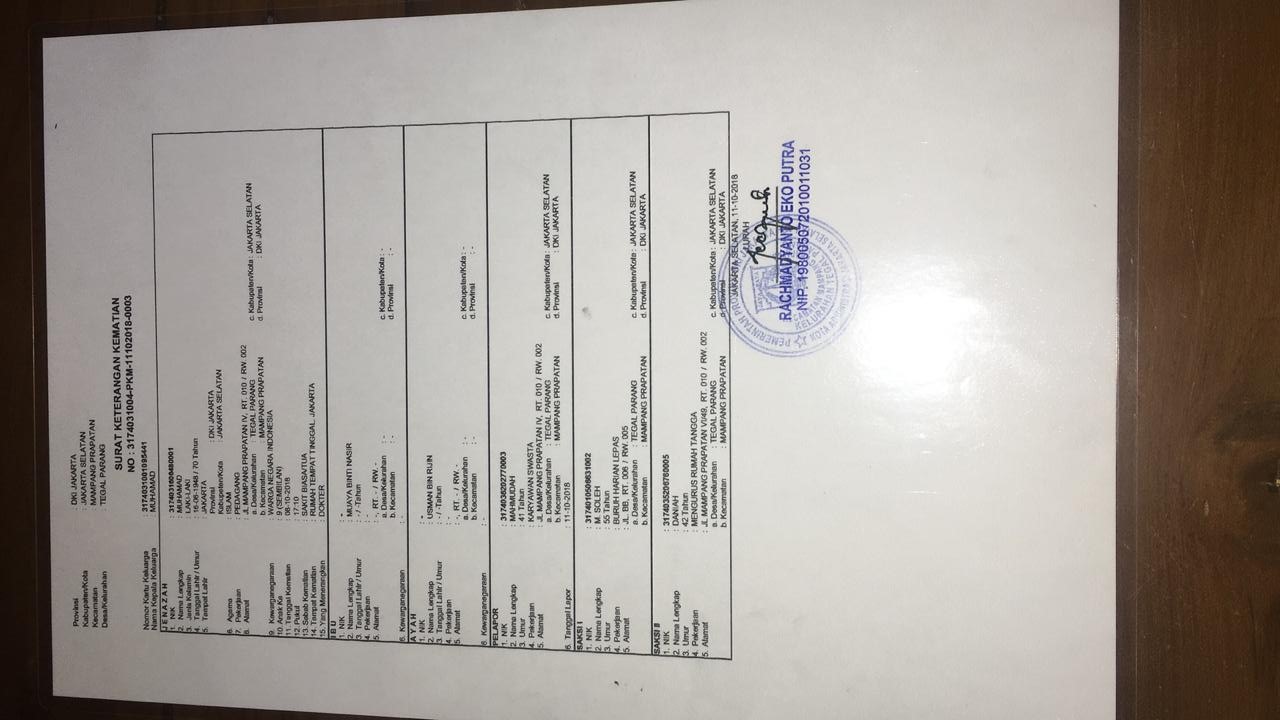 Provinsi : DKI JAKARTA
Kabupaten/Kota : JAKARTA SELATAN
Kecamatan : MAMPANG PRAPATAN
Desa/Kelurahan : TEGAL PARANG
SURAT KETERANGAN KEMATIAN
NO : 3174031004-PKM-11102018-0003
Nomor Kartu Keluarga : 3174031001095441
Nama Kepala Keluarga : MUHAMAD
JENAZAH
1. NIK : 3174031606480001
2. Nama Lengkap : MUHAMAD
3. Jenis Kelamin : LAKI-LAKI
4. Tanggal Lahir / Umur : 16-06-1948 / 70 Tahun
5. Tempat Lahir : JAKARTA
Provinsi : DKI JAKARTA
Kabupaten/Kota : JAKARTA SELATAN
6. Agama : ISLAM
7. Pekerjaan : PEDAGANG
8. Alamat : JL MAMPANG PRAPATAN IV, RT. 010 / RW. 002
a. Desa/Kelurahan : TEGAL PARANG c. Kabupaten/Kota : JAKARTA SELATAN
b. Kecamatan : MAMPANG PRAPATAN d. Provinsi : DKI JAKARTA
9. Kewarganegaraan : WARGA NEGARA INDONESIA
10. Anak Ke : 9 (SEMBILAN)
11. Tanggal Kematian : 08-10-2018
12. Pukul : 17:10
13. Sebab Kematian : SAKIT BIASA/TUA
14. Tempat Kematian : RUMAH TEMPAT TINGGAL, JAKARTA
15. Yang Menerangkan : DOKTER
IBU
1. NIK : *
2. Nama Lengkap : MUAYA BINTI NASIR
3. Tanggal Lahir / Umur : - / -Tahun
4. Pekerjaan : -
5. Alamat : -, RT. - / RW. -
a. Desa/Kelurahan : - c. Kabupaten/Kota : -
b. Kecamatan : - d. Provinsi : -
6. Kewarganegaraan : -
AYAH
1. NIK : *
2. Nama Lengkap : USMAN BIN RIJIN
3. Tanggal Lahir / Umur : - / -Tahun
4. Pekerjaan : -
5. Alamat : -, RT. - / RW. -
a. Desa/Kelurahan : - c. Kabupaten/Kota : -
b. Kecamatan : - d. Provinsi : -
6. Kewarganegaraan : -
PELAPOR
1. NIK : 3174036202770003
2. Nama Lengkap : MAHMUDAH
3. Umur : 41 Tahun
4. Pekerjaan : KARYAWAN SWASTA
5. Alamat : JL MAMPANG PRAPATAN IV, RT. 010 / RW. 002
a. Desa/Kelurahan : TEGAL PARANG c. Kabupaten/Kota : JAKARTA SELATAN
b. Kecamatan : MAMPANG PRAPATAN d. Provinsi : DKI JAKARTA
6. Tanggal Lapor : 11-10-2018
SAKSI I
1. NIK : 3174010506631002
2. Nama Lengkap : M. SOLEH
3. Umur : 55 Tahun
4. Pekerjaan : BURUH HARIAN LEPAS
5. Alamat : JL. BB, RT. 006 / RW. 005
a. Desa/Kelurahan : TEGAL PARANG c. Kabupaten/Kota : JAKARTA SELATAN
b. Kecamatan : MAMPANG PRAPATAN d. Provinsi : DKI JAKARTA
SAKSI II
1. NIK : 3174035206760005
2. Nama Lengkap : DANIAH
3. Umur : 42 Tahun
4. Pekerjaan : MENGURUS RUMAH TANGGA
5. Alamat : JL MAMPANG PRAPATAN VI/49, RT. 010 / RW. 002
a. Desa/Kelurahan : TEGAL PARANG c. Kabupaten/Kota : JAKARTA SELATAN
b. Kecamatan : MAMPANG PRAPATAN d. Provinsi : DKI JAKARTA
JAKARTA SELATAN, 11-10-2018
LURAH
RACHMADYANTO EKO PUTRA
NIP. 198005072010011031
PEMERINTAH
KELURAHAN TEGAL